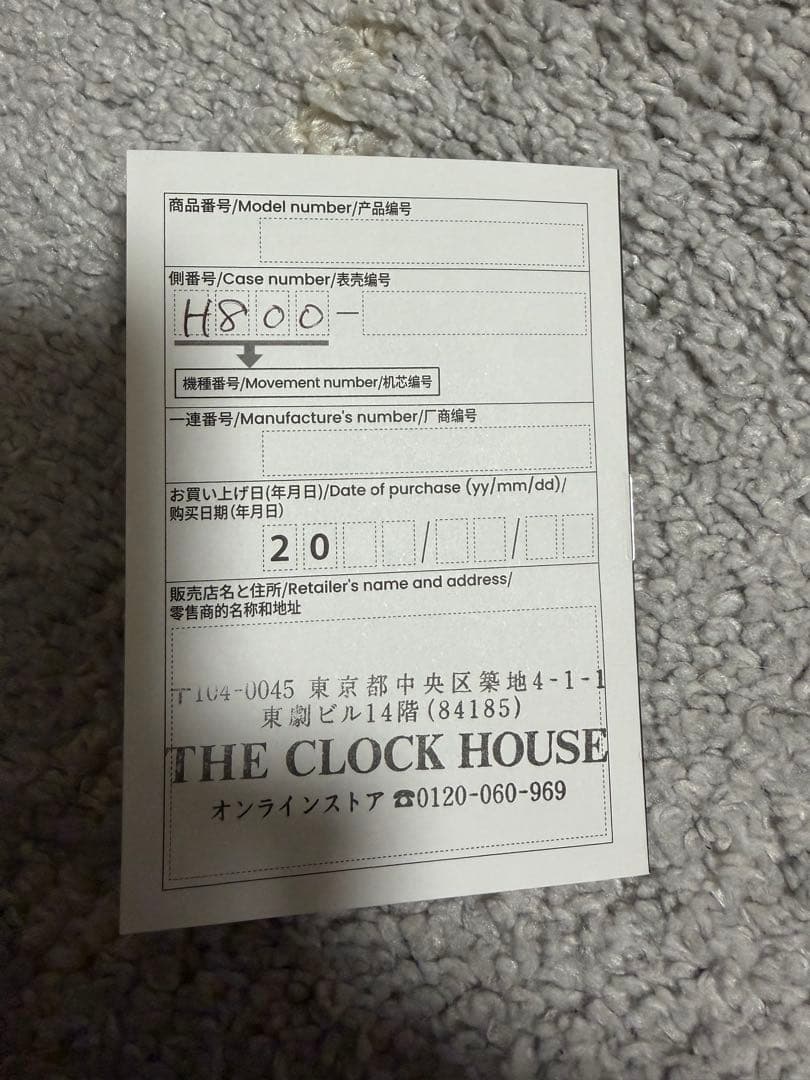 商品番号/Model number/产品编号
側番号/Case number/表壳编号
H800-
機種番号/Movement number/机芯编号
一連番号/Manufacture's number/厂商编号
お買い上げ日(年月日)/Date of purchase (yy/mm/dd)/
购买日期(年月日)
20 / /
販売店名と住所/Retailer's name and address/
零售商的名称和地址
〒104-0045 東京都中央区築地4-1-1
東劇ビル14階(84185)
THE CLOCK HOUSE
オンラインストア ☎0120-060-969